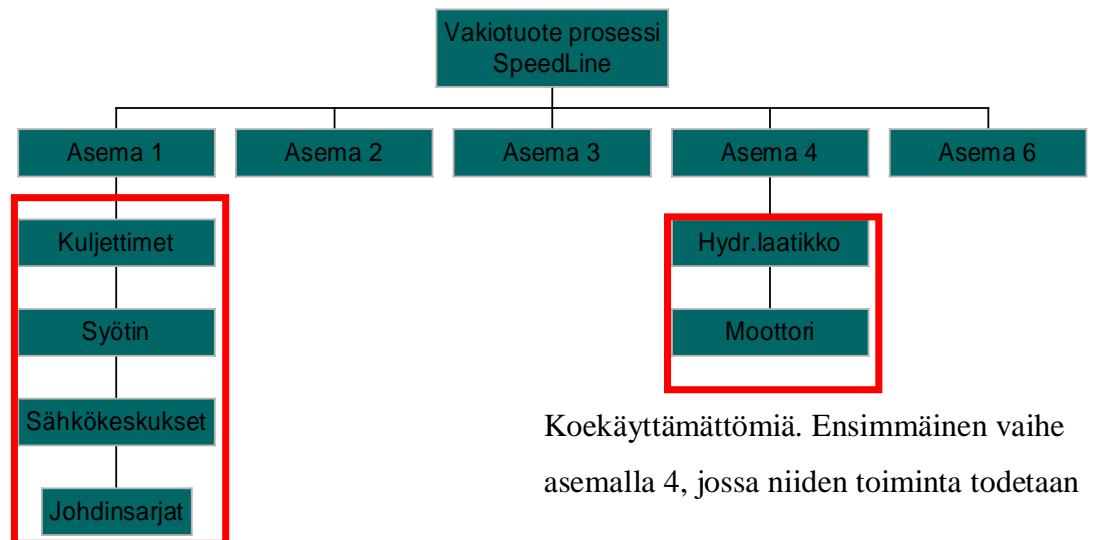 Vakiotuote prosessi
SpeedLine
Asema 1
Asema 2
Asema 3
Asema 4
Asema 6
Kuljettimet
Syötin
Sähkökeskukset
Johdinsarjat
Hydr.laatikko
Moottori
Koekäyttämättömiä. Ensimmäinen vaihe
asemalla 4, jossa niiden toiminta todetaan